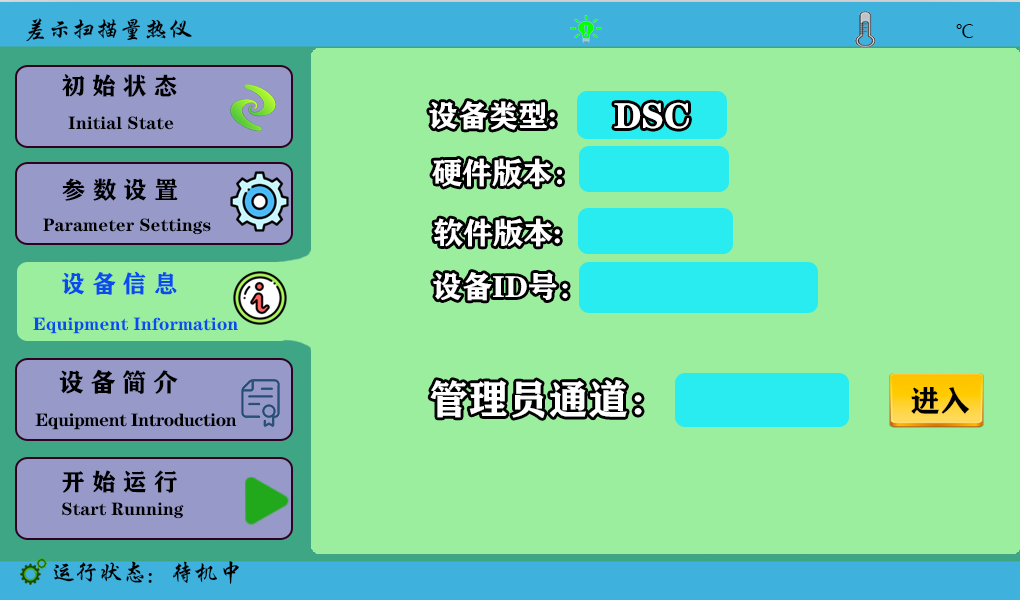 差示扫描量热仪
℃
初始状态
Initial State
参数设置
Parameter Settings
设备信息
Equipment Information
设备简介
Equipment Introduction
开始运行
Start Running
设备类型: DSC
硬件版本:
软件版本:
设备ID号:
管理员通道: 进入
运行状态: 待机中